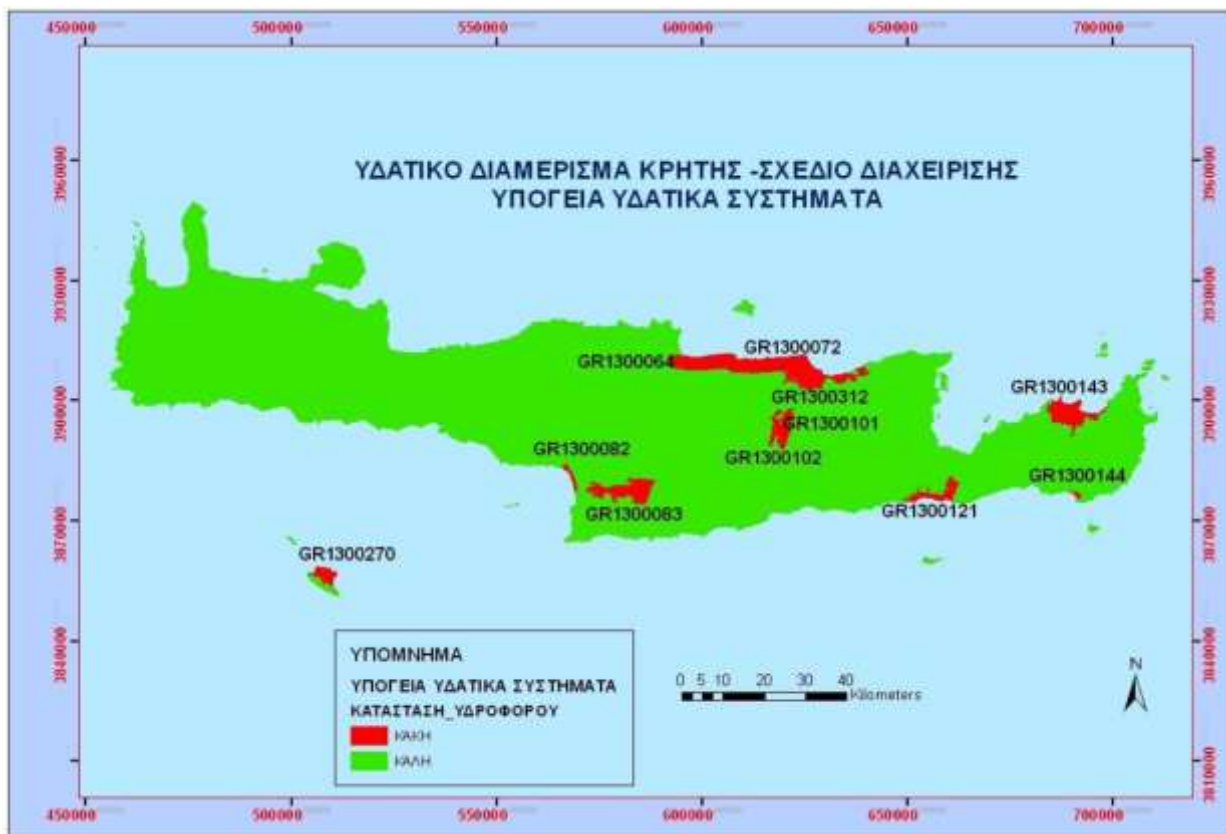 450000 500000 550000 600000 650000 700000
ΥΔΑΤΙΚΟ ΔΙΑΜΕΡΙΣΜΑ ΚΡΗΤΗΣ -ΣΧΕΔΙΟ ΔΙΑΧΕΙΡΙΣΗΣ
ΥΠΟΓΕΙΑ ΥΔΑΤΙΚΑ ΣΥΣΤΗΜΑΤΑ
3960000 3960000
3930000 3930000
GR1300072
GR1300064
GR1300143
GR1300312
3900000 3900000
GR1300101
GR1300082
GR1300102
GR1300144
GR1300083
GR1300121
3870000 3870000
GR1300270
3840000 3840000
ΥΠΟΜΝΗΜΑ
ΥΠΟΓΕΙΑ ΥΔΑΤΙΚΑ ΣΥΣΤΗΜΑΤΑ
ΚΑΤΑΣΤΑΣΗ_ΥΔΡΟΦΟΡΟΥ
ΚΑΚΗ
ΚΑΛΗ
0 5 10 20 30 40
Kilometers
N
3810000
450000 500000 550000 600000 650000 700000